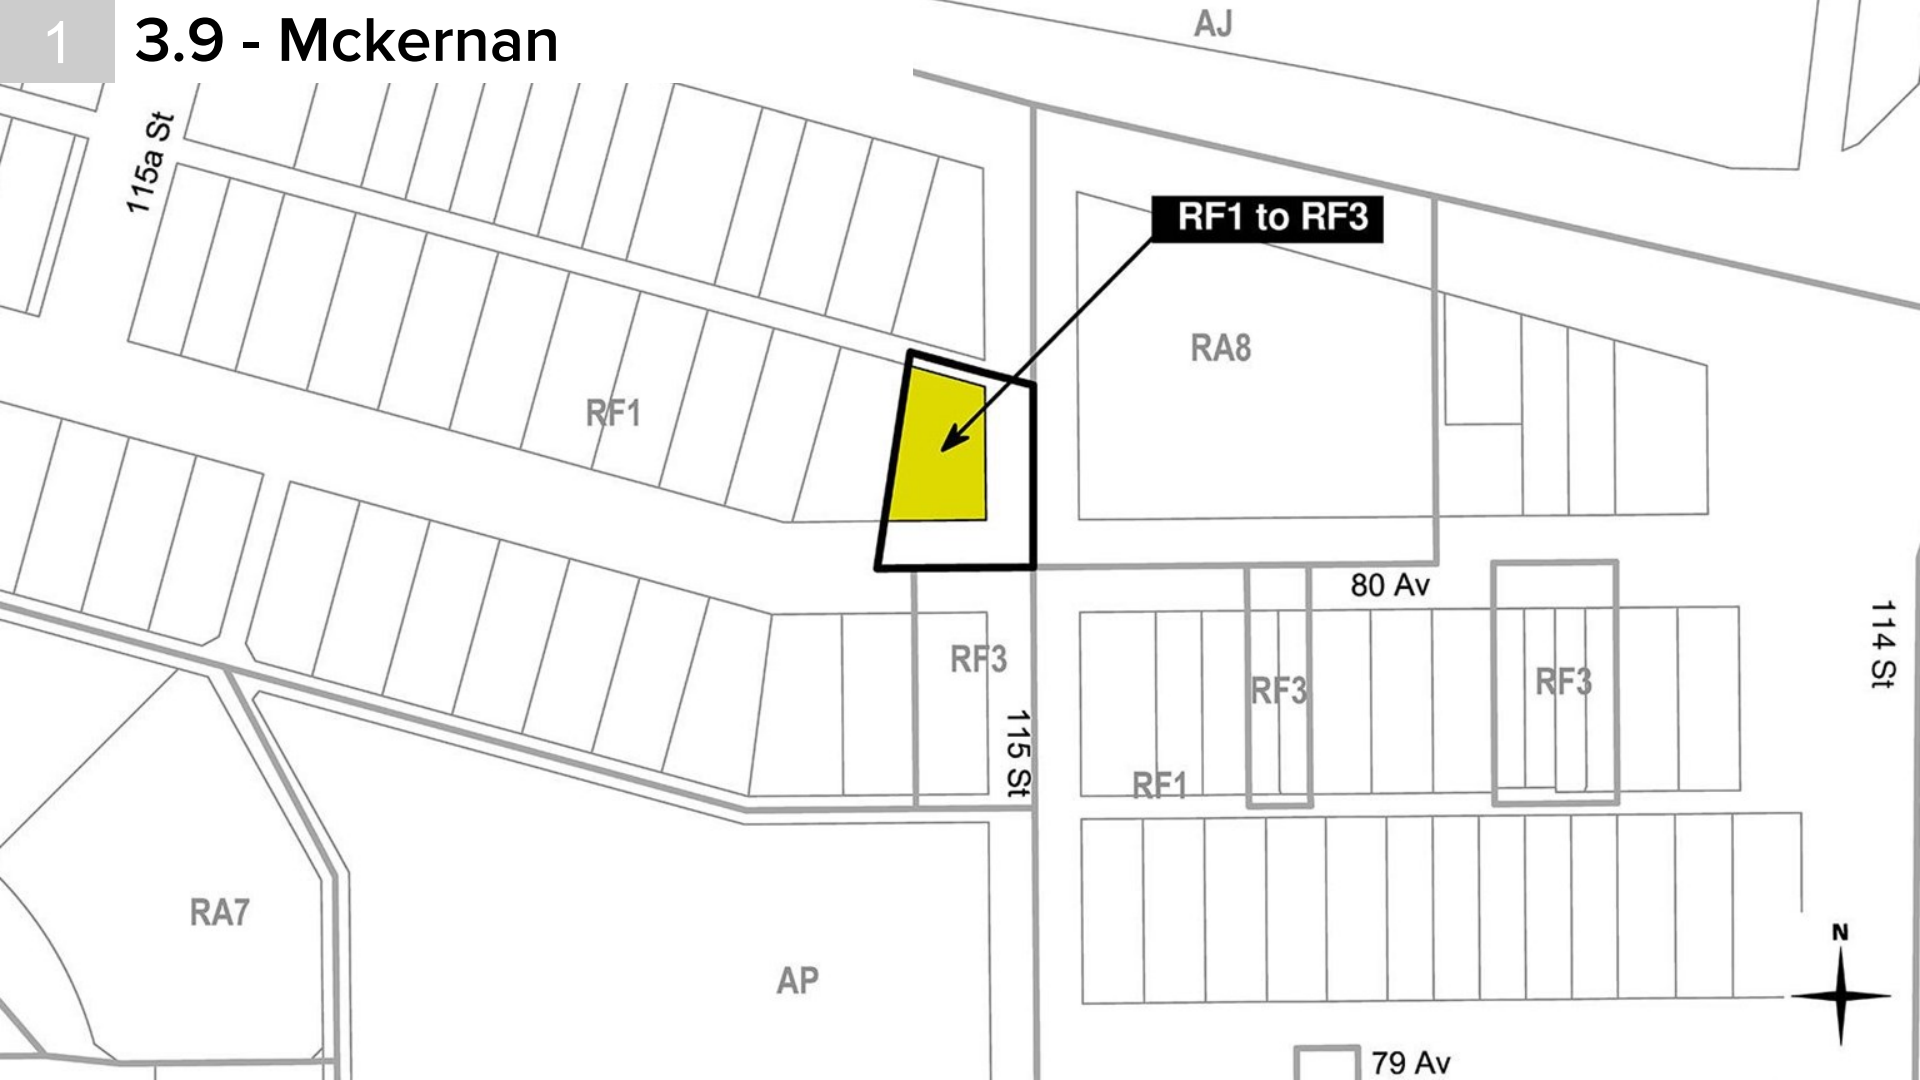 1
3.9 - Mckernan
AJ
115a St
RF1 to RF3
RA8
RF1
80 Av
114 St
RF3
RF3
RF3
115 St
RF1
RA7
AP
N
79 Av